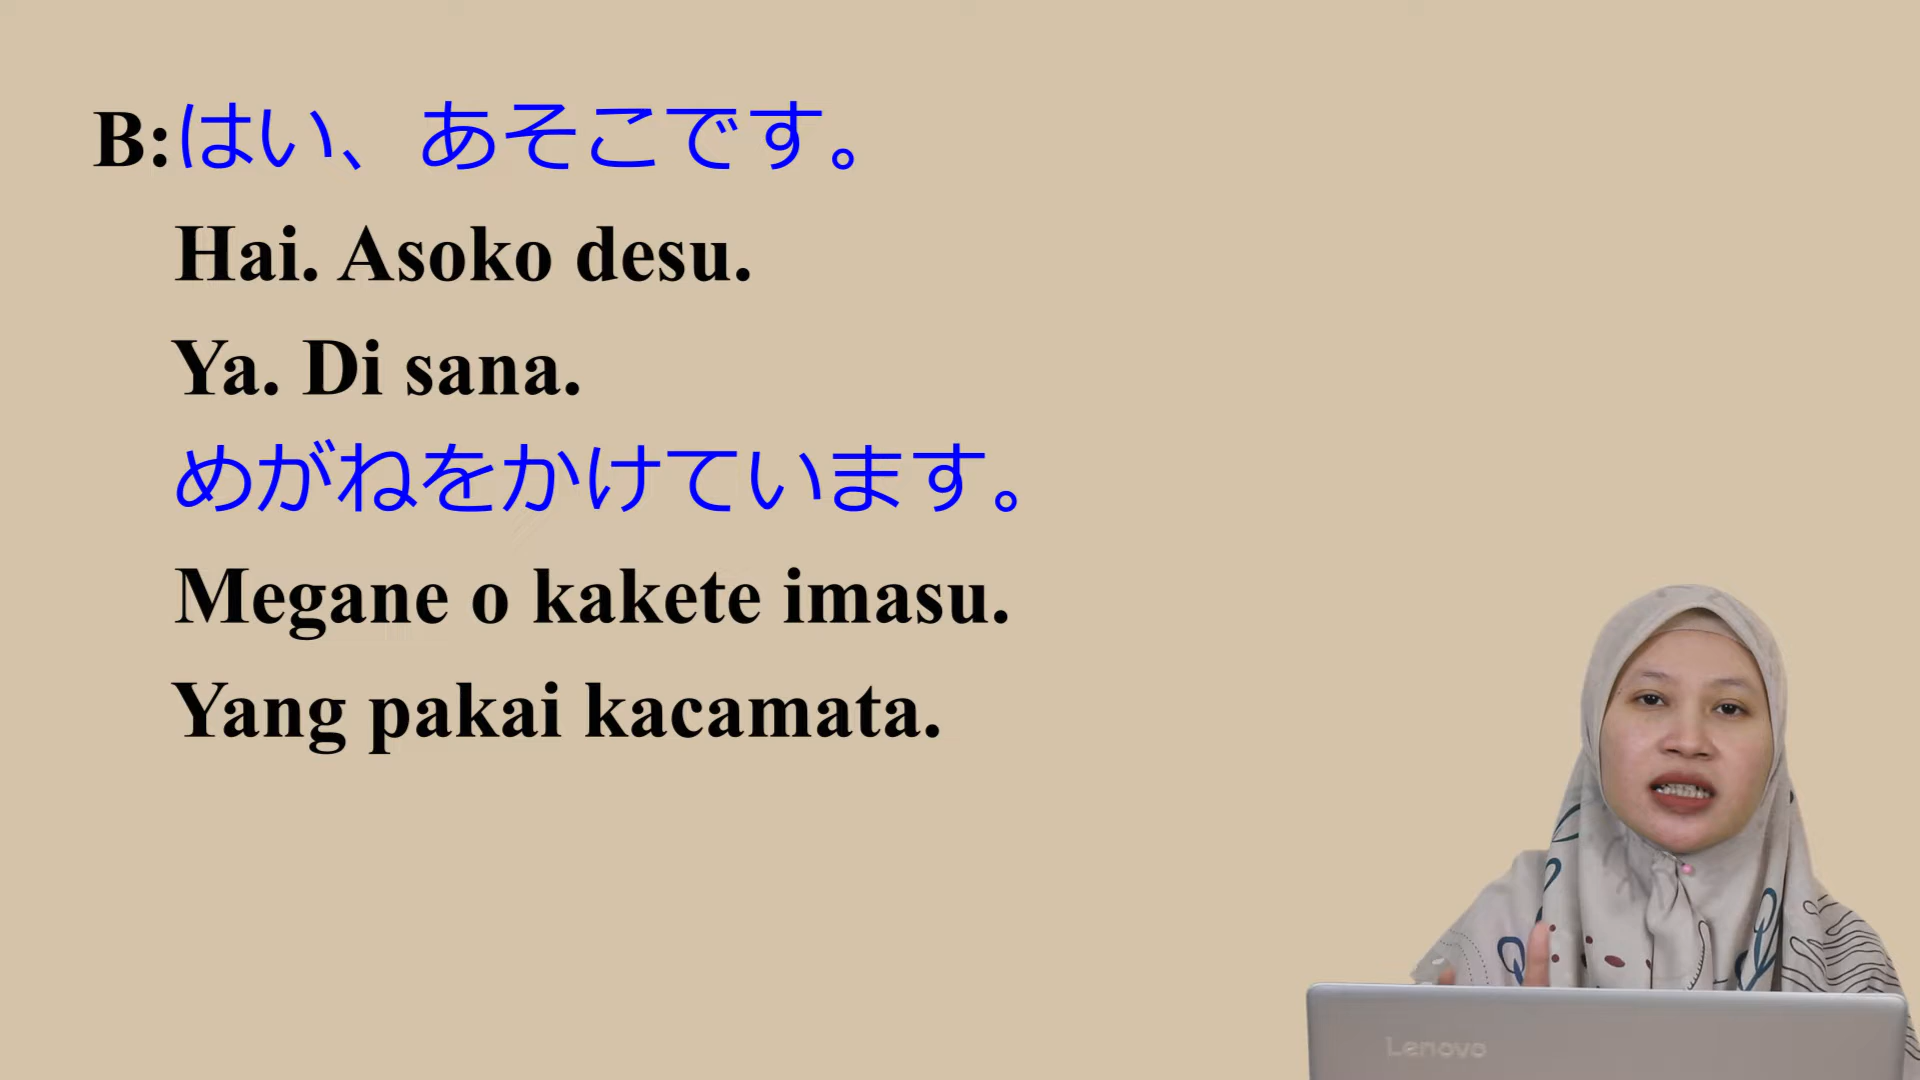 B:はい、あそこです。
Hai. Asoko desu.
Ya. Di sana.
めがねをかけています。
Megane o kakete imasu.
Yang pakai kacamata.
Lenovo